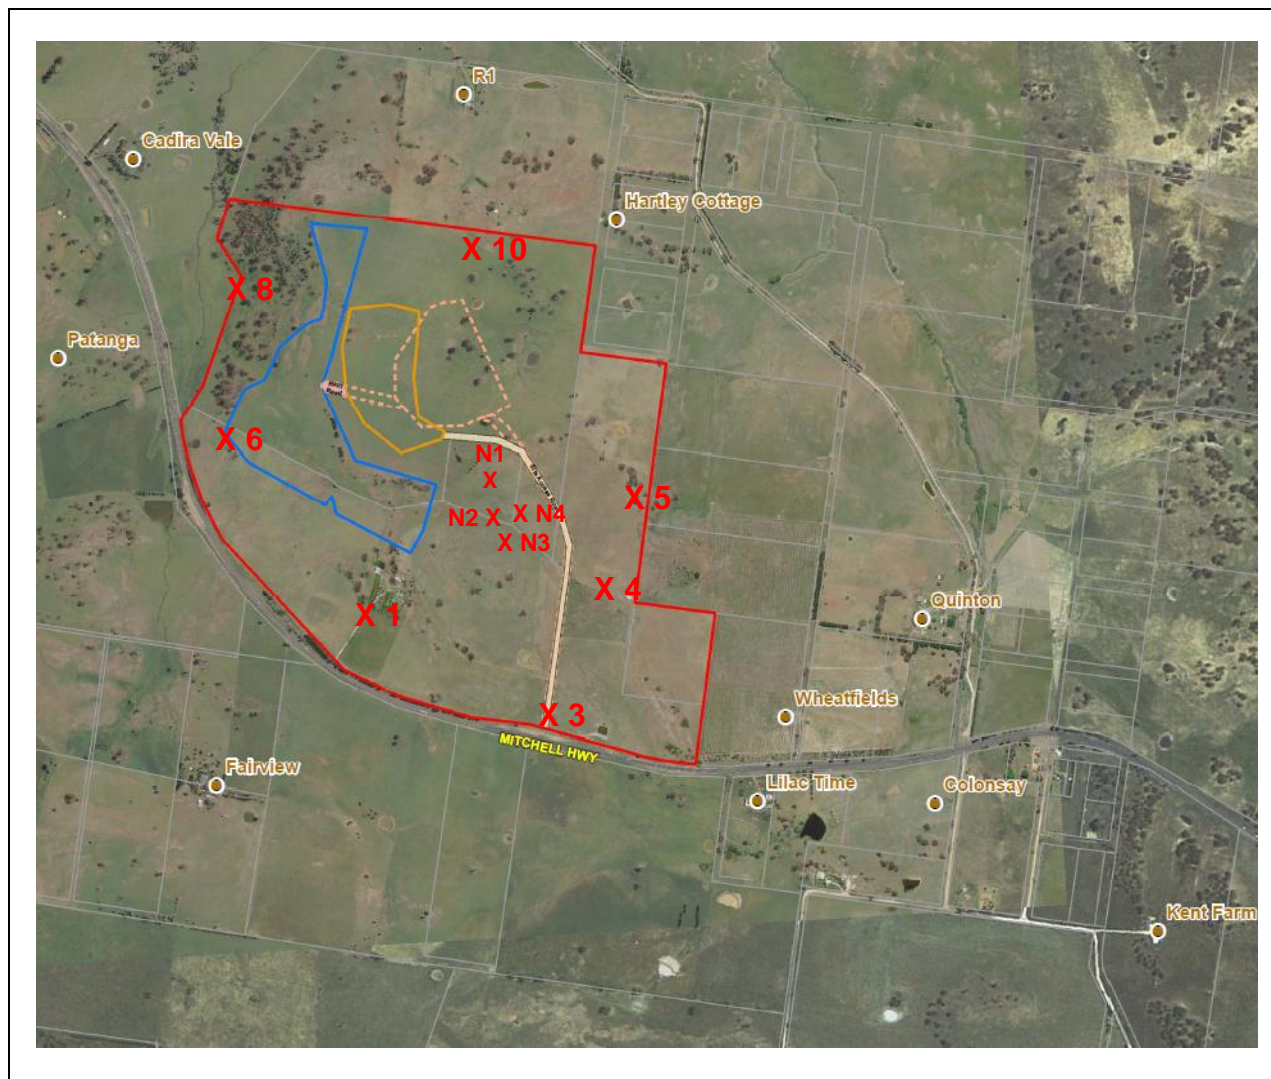 R1
Cadira Vale
Hartley Cottage
X 10
X 8
Patanga
X 6
N1
X
X 5
N2 X
X N4
X N3
X 4
X 1
Quinton
X 3
Wheatfields
MITCHELL HWY
Fairview
Lilac Time
Colonsay
Kent Farm